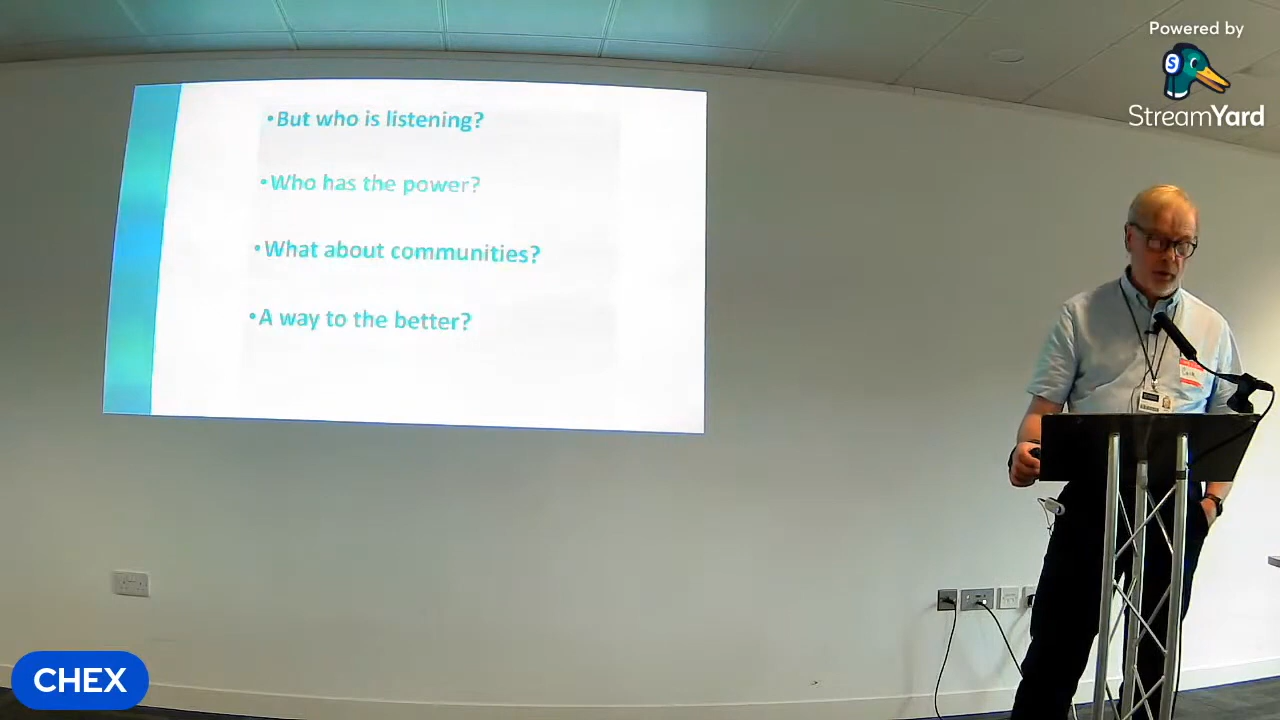 Powered by
S
StreamYard
•But who is listening?
•Who has the power?
•What about communities?
•A way to the better?
CHEX